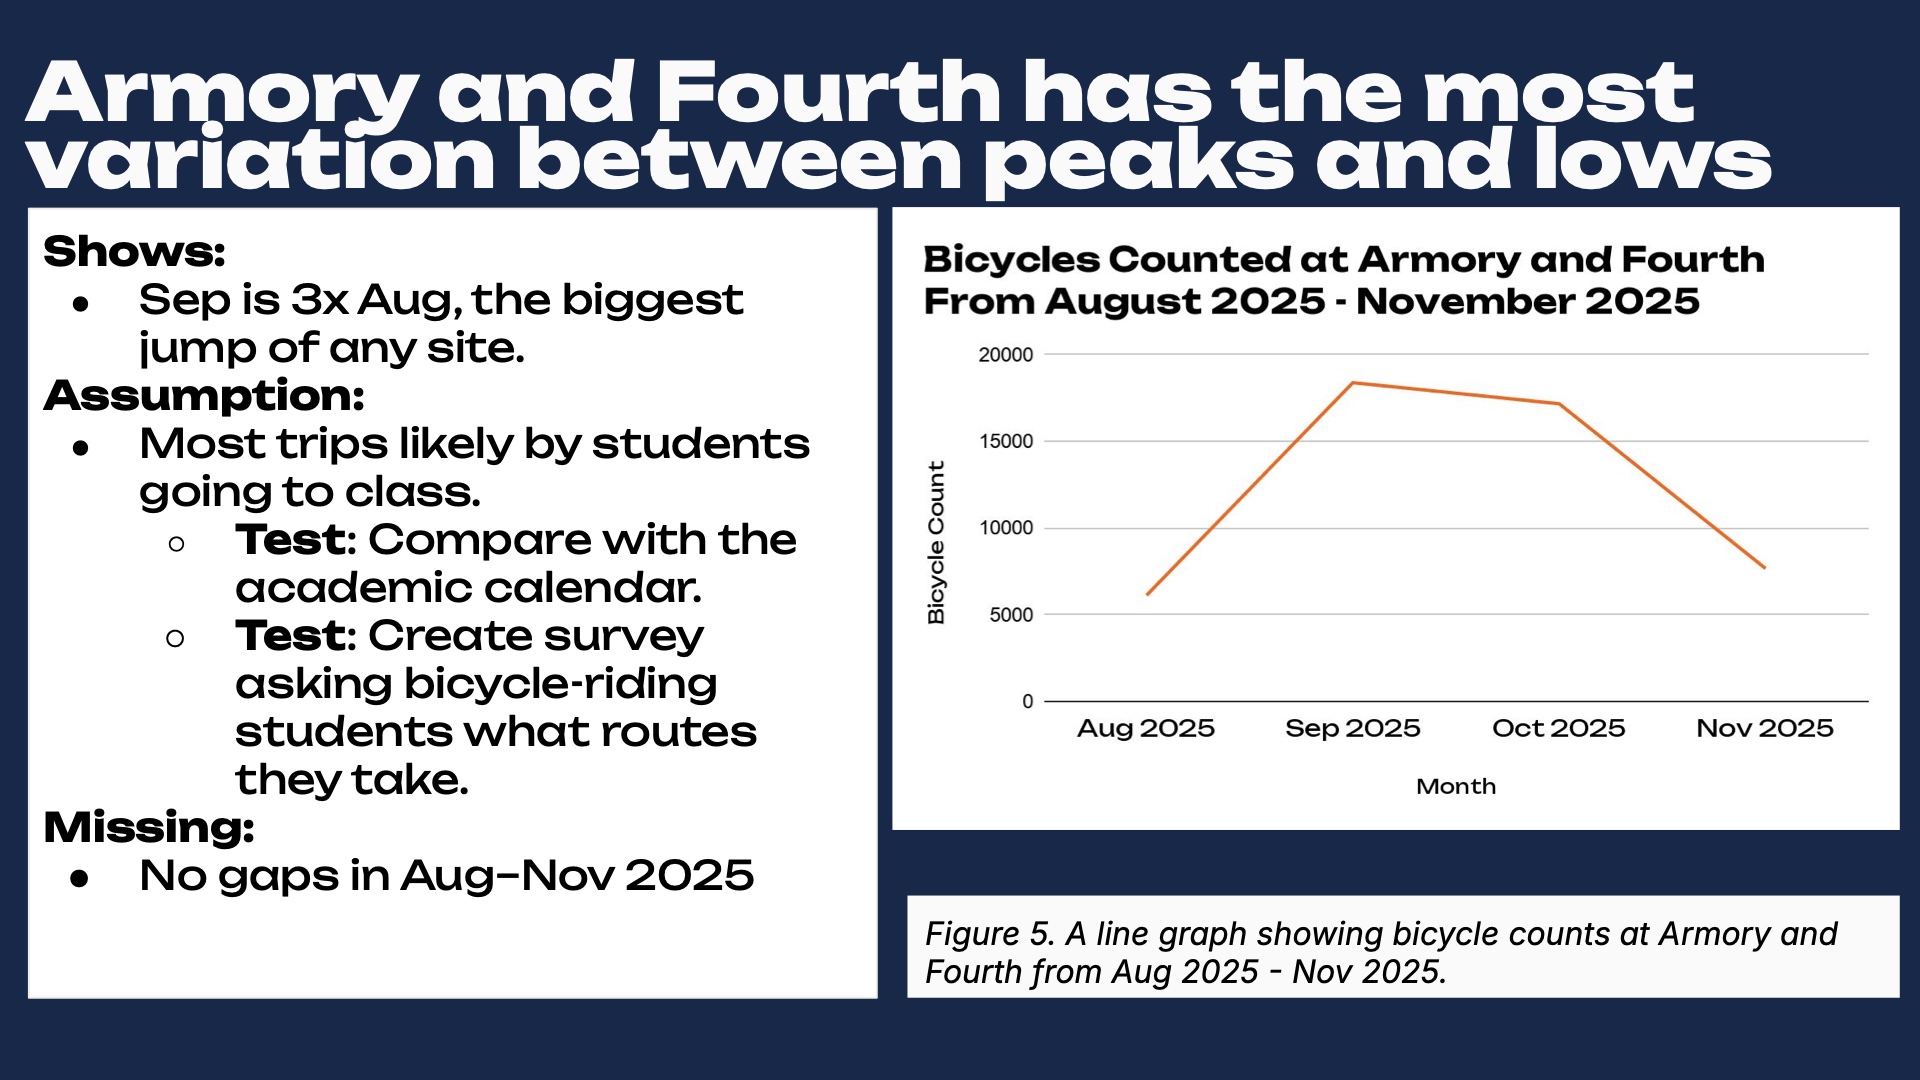 Armory and Fourth has the most
variation between peaks and lows
Shows:
● Sep is 3x Aug, the biggest
jump of any site.
Assumption:
● Most trips likely by students
going to class.
○ Test: Compare with the
academic calendar.
○ Test: Create survey
asking bicycle-riding
students what routes
they take.
Missing:
● No gaps in Aug–Nov 2025
Bicycles Counted at Armory and Fourth
From August 2025 - November 2025
Bicycle Count
20000
15000
10000
5000
0
Aug 2025 Sep 2025 Oct 2025 Nov 2025
Month
Figure 5. A line graph showing bicycle counts at Armory and
Fourth from Aug 2025 - Nov 2025.